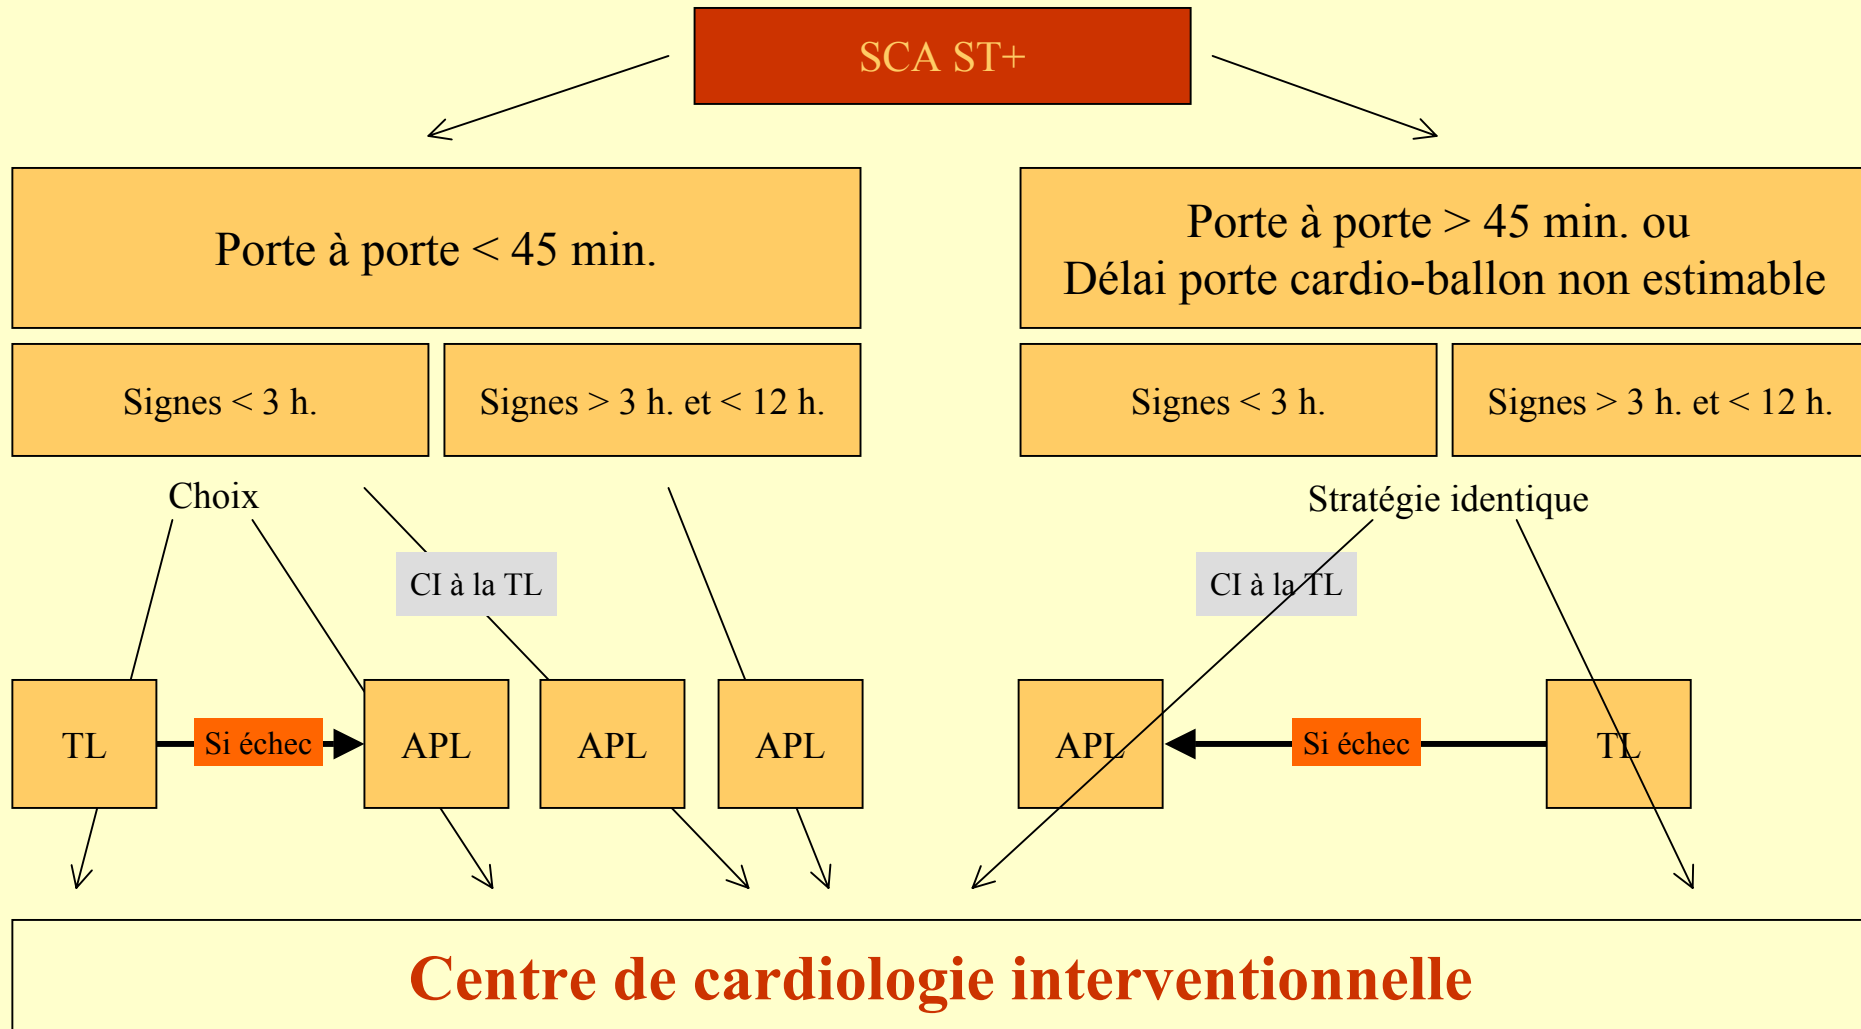 SCA ST+
Porte à porte < 45 min.
Porte à porte > 45 min. ou
Délai porte cardio-ballon non estimable
Signes < 3 h.
Signes > 3 h. et < 12 h.
Signes < 3 h.
Signes > 3 h. et < 12 h.
Choix
Stratégie identique
CI à la TL
CI à la TL
TL
Si échec
APL
APL
APL
APL
Si échec
TL
Centre de cardiologie interventionnelle